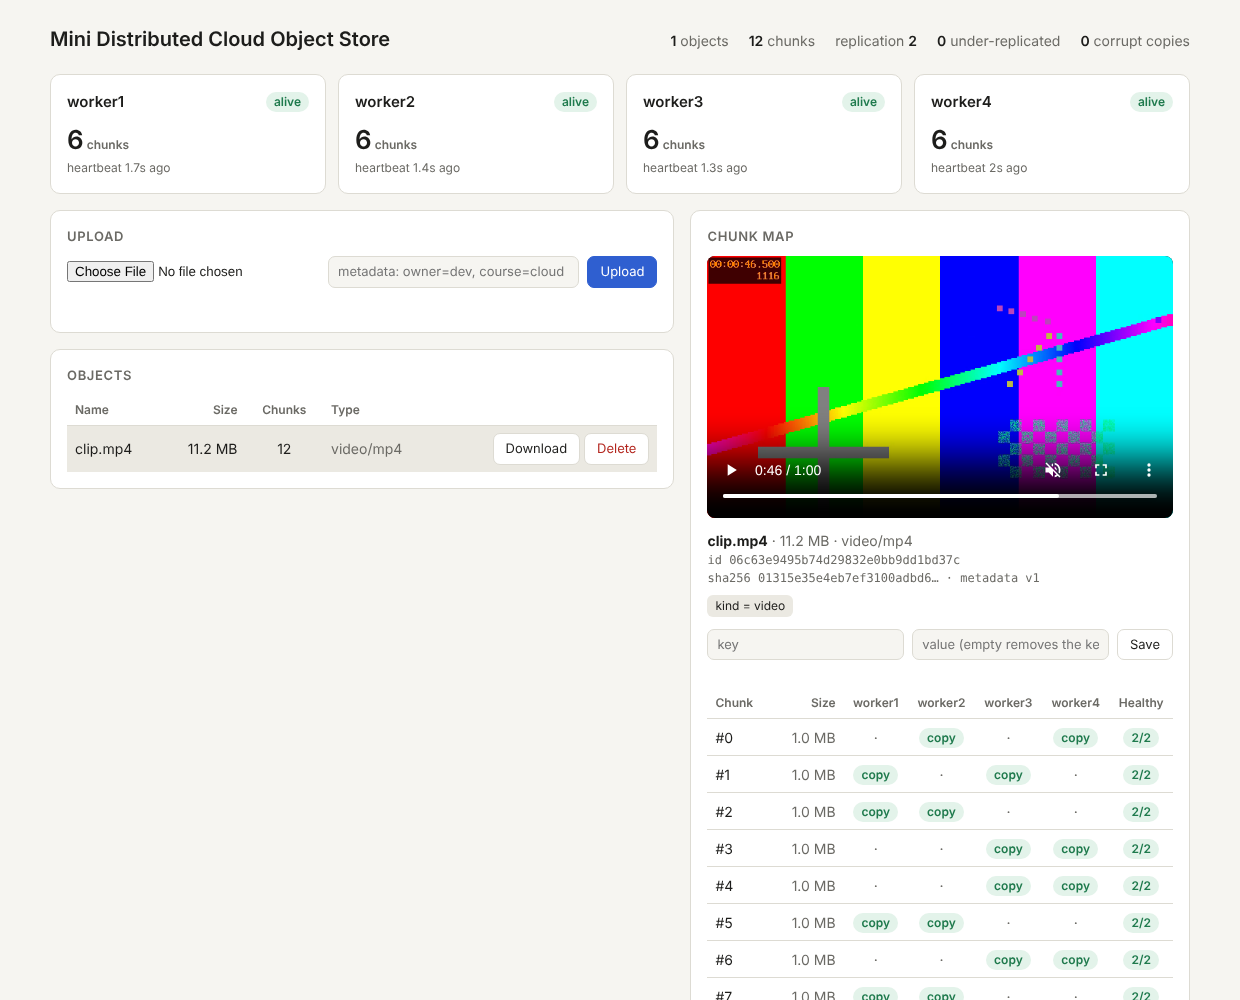 Mini Distributed Cloud Object Store
1 objects 12 chunks replication 2 0 under-replicated 0 corrupt copies
worker1 alive
6 chunks
heartbeat 1.7s ago
worker2 alive
6 chunks
heartbeat 1.4s ago
worker3 alive
6 chunks
heartbeat 1.3s ago
worker4 alive
6 chunks
heartbeat 2s ago
UPLOAD
Choose File No file chosen metadata: owner=dev, course=cloud Upload
OBJECTS
Name Size Chunks Type
clip.mp4 11.2 MB 12 video/mp4 Download Delete
CHUNK MAP
00:00:46.500
1116
0:46 / 1:00
clip.mp4 · 11.2 MB · video/mp4
id 06c63e9495b74d29832e0bb9dd1bd37c
sha256 01315e35e4eb7ef3100adbd6… · metadata v1
kind = video
key value (empty removes the ke Save
Chunk Size worker1 worker2 worker3 worker4 Healthy
#0 1.0 MB · copy · copy 2/2
#1 1.0 MB copy · copy · 2/2
#2 1.0 MB copy copy · · 2/2
#3 1.0 MB · · copy copy 2/2
#4 1.0 MB · · copy copy 2/2
#5 1.0 MB copy copy · · 2/2
#6 1.0 MB · · copy copy 2/2
#7 1.0 MB copy copy · · 2/2